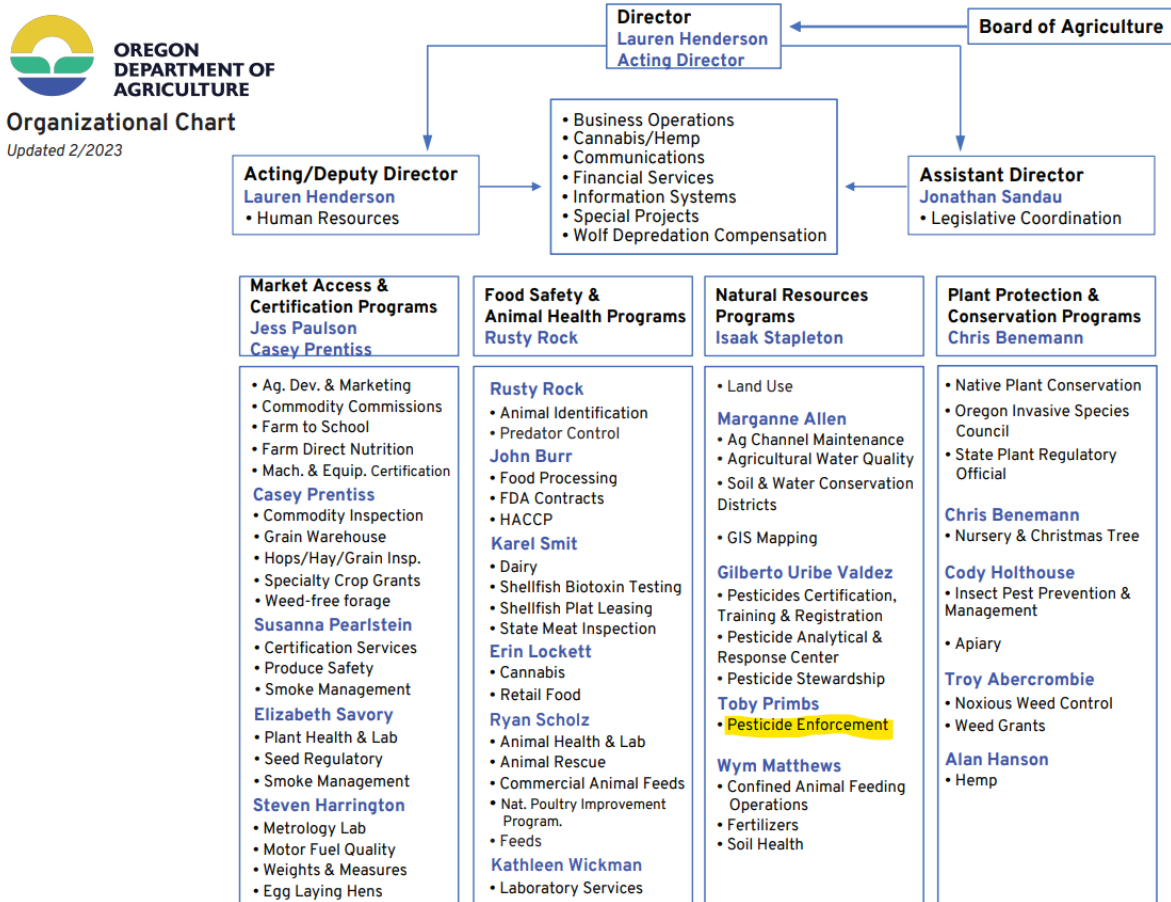 OREGON
DEPARTMENT OF
AGRICULTURE
Organizational Chart
Updated 2/2023
Director
Lauren Henderson
Acting Director
Board of Agriculture
• Business Operations
• Cannabis/Hemp
• Communications
• Financial Services
• Information Systems
• Special Projects
• Wolf Depredation Compensation
Acting/Deputy Director
Lauren Henderson
• Human Resources
Assistant Director
Jonathan Sandau
• Legislative Coordination
Market Access &
Certification Programs
Jess Paulson
Casey Prentiss
• Ag. Dev. & Marketing
• Commodity Commissions
• Farm to School
• Farm Direct Nutrition
• Mach. & Equip. Certification
Casey Prentiss
• Commodity Inspection
• Grain Warehouse
• Hops/Hay/Grain Insp.
• Specialty Crop Grants
• Weed-free forage
Susanna Pearlstein
• Certification Services
• Produce Safety
• Smoke Management
Elizabeth Savory
• Plant Health & Lab
• Seed Regulatory
• Smoke Management
Steven Harrington
• Metrology Lab
• Motor Fuel Quality
• Weights & Measures
• Egg Laying Hens
Food Safety &
Animal Health Programs
Rusty Rock
Rusty Rock
• Animal Identification
• Predator Control
John Burr
• Food Processing
• FDA Contracts
• HACCP
Karel Smit
• Dairy
• Shellfish Biotoxin Testing
• Shellfish Plat Leasing
• State Meat Inspection
Erin Lockett
• Cannabis
• Retail Food
Ryan Scholz
• Animal Health & Lab
• Animal Rescue
• Commercial Animal Feeds
• Nat. Poultry Improvement
Program.
• Feeds
Kathleen Wickman
• Laboratory Services
Natural Resources
Programs
Isaak Stapleton
• Land Use
Marganne Allen
• Ag Channel Maintenance
• Agricultural Water Quality
• Soil & Water Conservation
Districts
• GIS Mapping
Gilberto Uribe Valdez
• Pesticides Certification,
Training & Registration
• Pesticide Analytical &
Response Center
• Pesticide Stewardship
Toby Primbs
• Pesticide Enforcement
Wym Matthews
• Confined Animal Feeding
Operations
• Fertilizers
• Soil Health
Plant Protection &
Conservation Programs
Chris Benemann
• Native Plant Conservation
• Oregon Invasive Species
Council
• State Plant Regulatory
Official
Chris Benemann
• Nursery & Christmas Tree
Cody Holthouse
• Insect Pest Prevention &
Management
• Apiary
Troy Abercrombie
• Noxious Weed Control
• Weed Grants
Alan Hanson
• Hemp